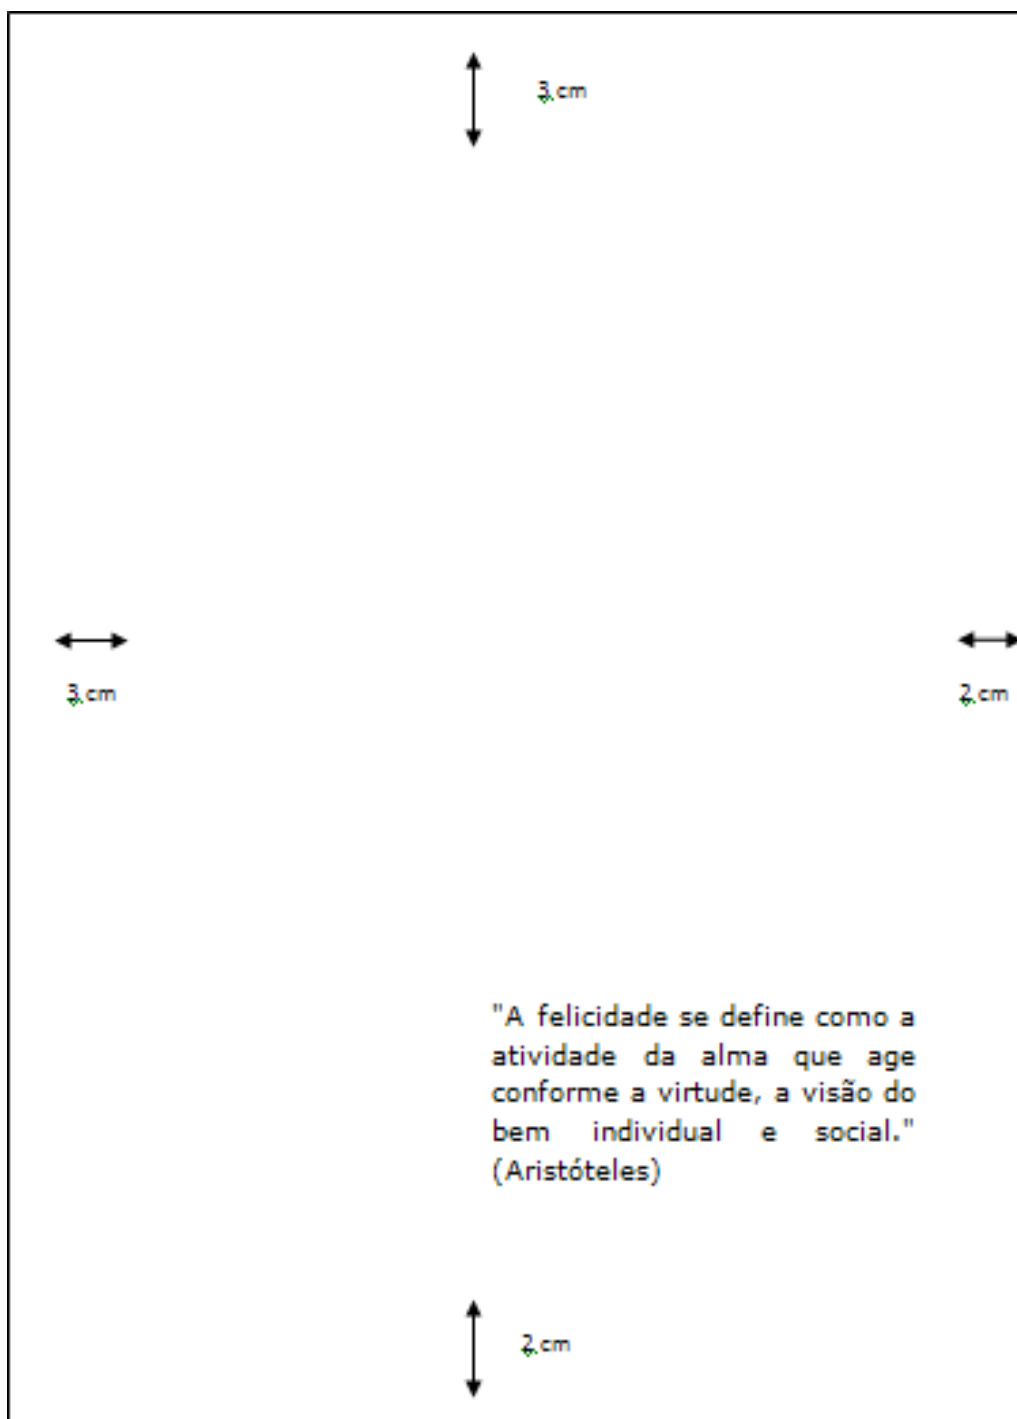 3 cm
3 cm
2 cm
"A felicidade se define como a
atividade da alma que age
conforme a virtude, a visão do
bem individual e social."
(Aristóteles)
2 cm